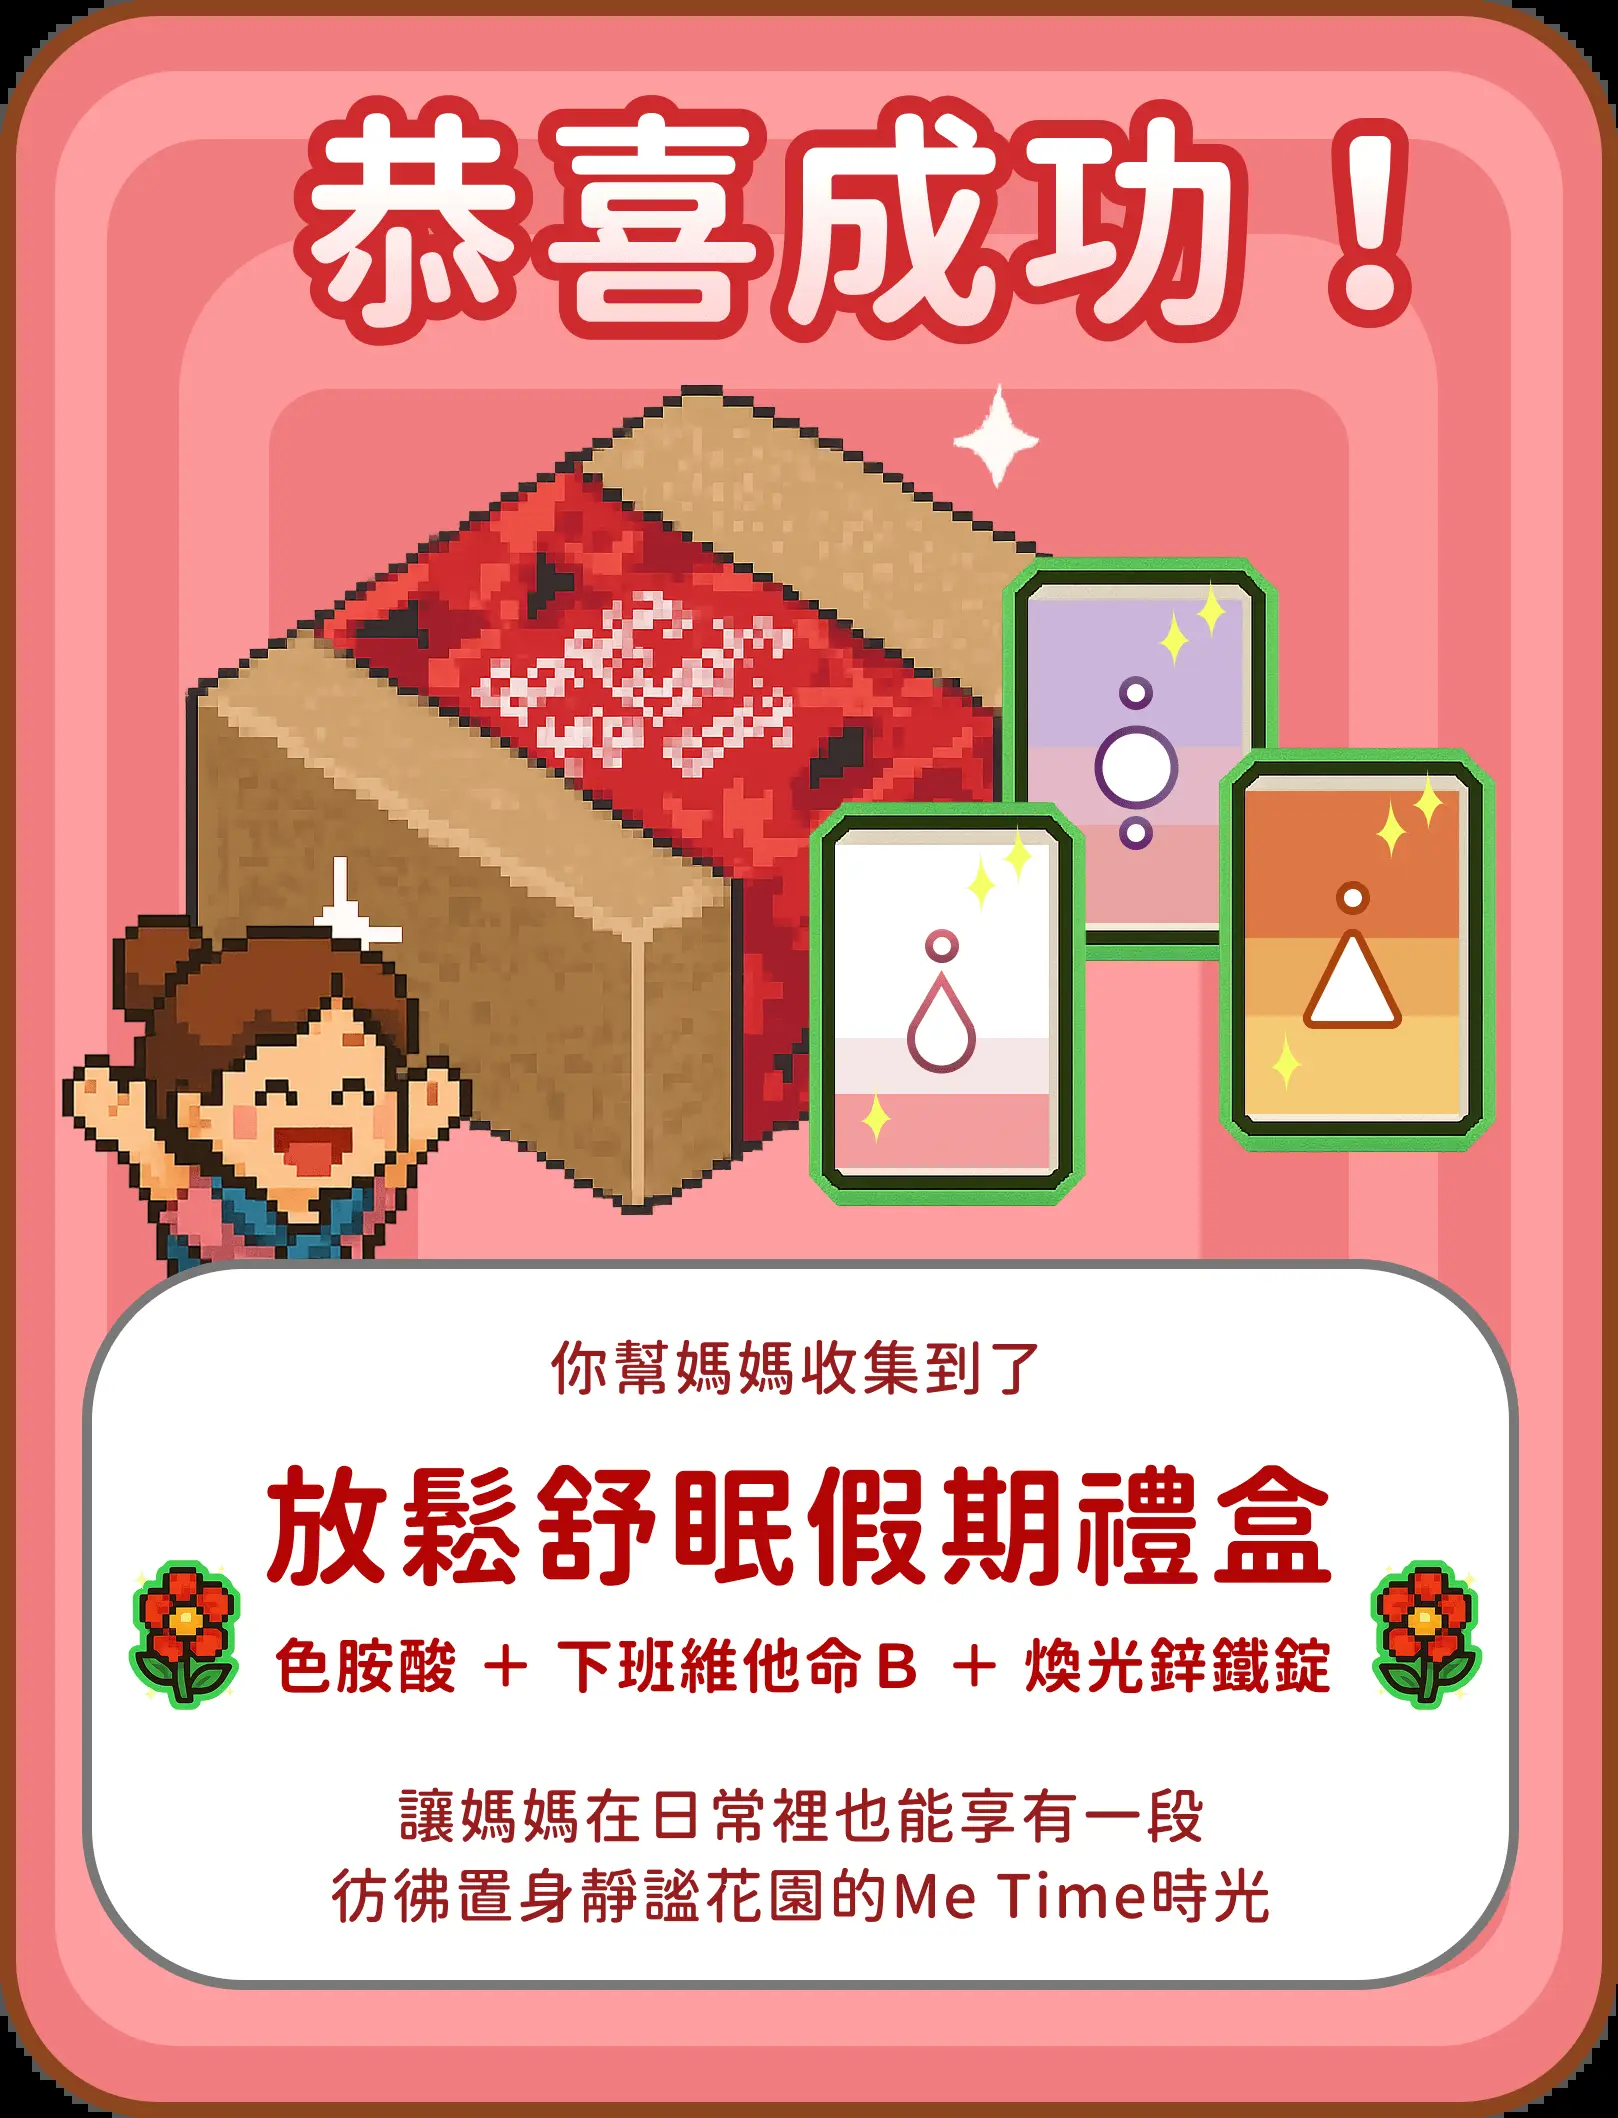 恭喜成功！
你幫媽媽收集到了
放鬆舒眠假期禮盒
色胺酸 + 下班維他命B + 煥光鋅鐵錠
讓媽媽在日常裡也能享有一段
彷彿置身靜謐花園的Me Time時光